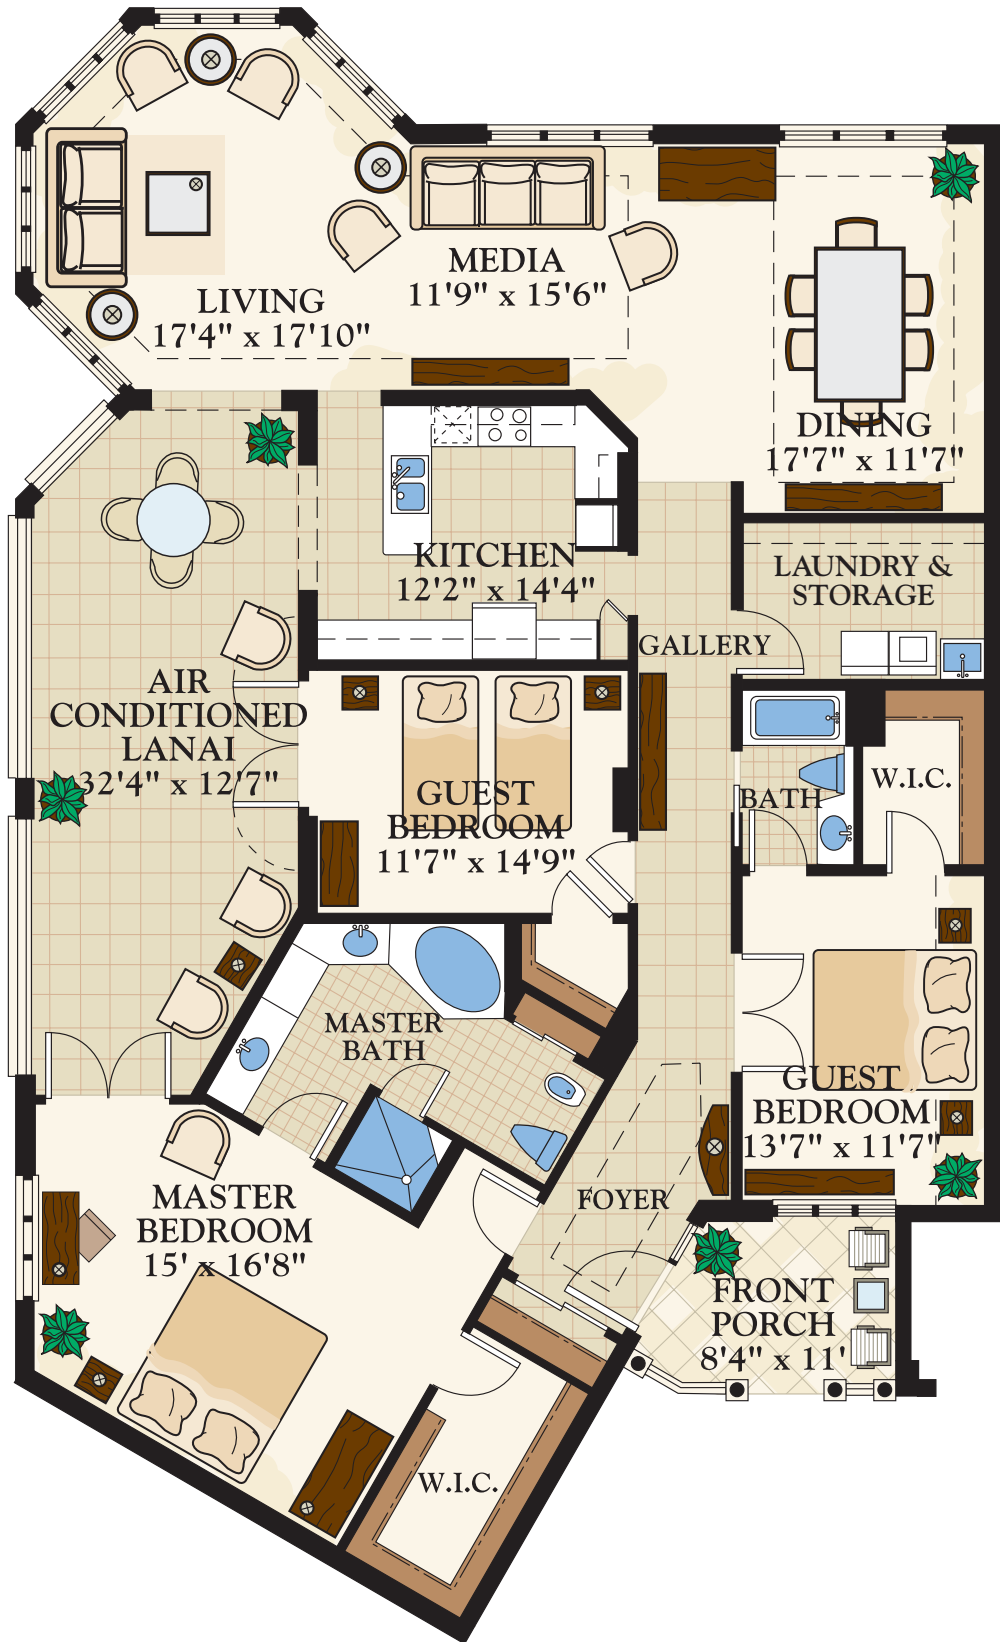 MEDIA
11'9" x 15'6"
LIVING
17'4" x 17'10"
DINING
17'7" x 11'7"
KITCHEN
12'2" x 14'4"
LAUNDRY &
STORAGE
GALLERY
AIR
CONDITIONED
LANAI
32'4" x 12'7"
GUEST
BEDROOM
11'7" x 14'9"
BATH
W.I.C.
MASTER
BATH
GUEST
BEDROOM
13'7" x 11'7"
MASTER
BEDROOM
15' x 16'8"
FOYER
FRONT
PORCH
8'4" x 11'
W.I.C.